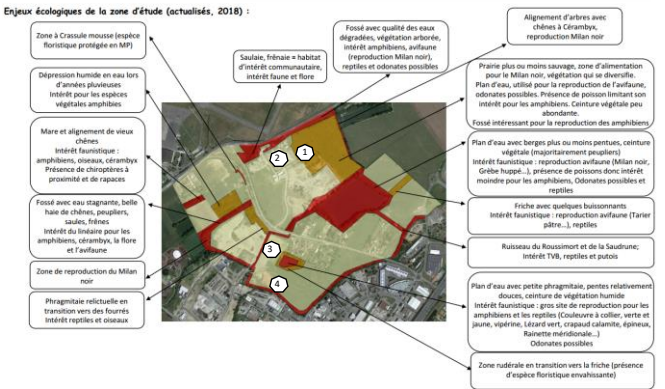 Enjeux écologiques de la zone d'étude (actualisés, 2018) :
Zone à Crassule mousse (espèce
floristique protégée en MP)
Dépression humide en eau lors
d'années pluvieuses
Intérêt pour les espèces
végétales amphibies
Mare et alignement de vieux
chênes
Intérêt faunistique :
amphibiens, oiseaux, cérambyx
Présence de chiroptères à
proximité et de rapaces
Fossé avec eau stagnante, belle
haie de chênes, peupliers,
saules, frênes
Intérêt du linéaire pour les
amphibiens, cérambyx, la flore
et l'avifaune
Zone de reproduction du Milan
noir
Phragmitaie relictuelle en
transition vers des fourrés
Intérêt reptiles et oiseaux
Saulaie, frênaie = habitat
d'intérêt communautaire,
intérêt faune et flore
Fossé avec qualité des eaux
dégradées, végétation arborée,
intérêt amphibiens, avifaune
(reproduction Milan noir),
reptiles et odonates possibles
Alignement d'arbres avec
chênes à Cérambyx,
reproduction Milan noir
Prairie plus ou moins sauvage, zone d'alimentation
pour le Milan noir, végétation qui se diversifie.
Plan d'eau, utilisé pour la reproduction de l'avifaune,
odonates possibles. Présence de poisson limitant son
intérêt pour les amphibiens. Ceinture végétale peu
abondante.
Fossé intéressant pour la reproduction des amphibiens
Plan d'eau avec berges plus ou moins pentues, ceinture
végétale (majoritairement peupliers)
Intérêt faunistique : reproduction avifaune (Milan noir,
Grèbe huppé...), présence de poissons donc intérêt
moindre pour les amphibiens, Odonates possibles et
reptiles
Friche avec quelques buissonnants
Intérêt faunistique : reproduction avifaune (Tarier
pâtre...), reptiles
Ruisseau du Roussimort et de la Saudrune;
Intérêt TVB, reptiles et putois
Plan d'eau avec petite phragmitaie, pentes relativement
douces, ceinture de végétation humide
Intérêt faunistique : gros site de reproduction pour les
amphibiens et les reptiles (Couleuvre à collier, verte et
jaune, vipérine, Lézard vert, crapaud calamite, épineux,
Rainette méridionale...)
Odonates possibles
Zone rudérale en transition vers la friche (présence
d'espèce floristique envahissante)
2
1
3
4